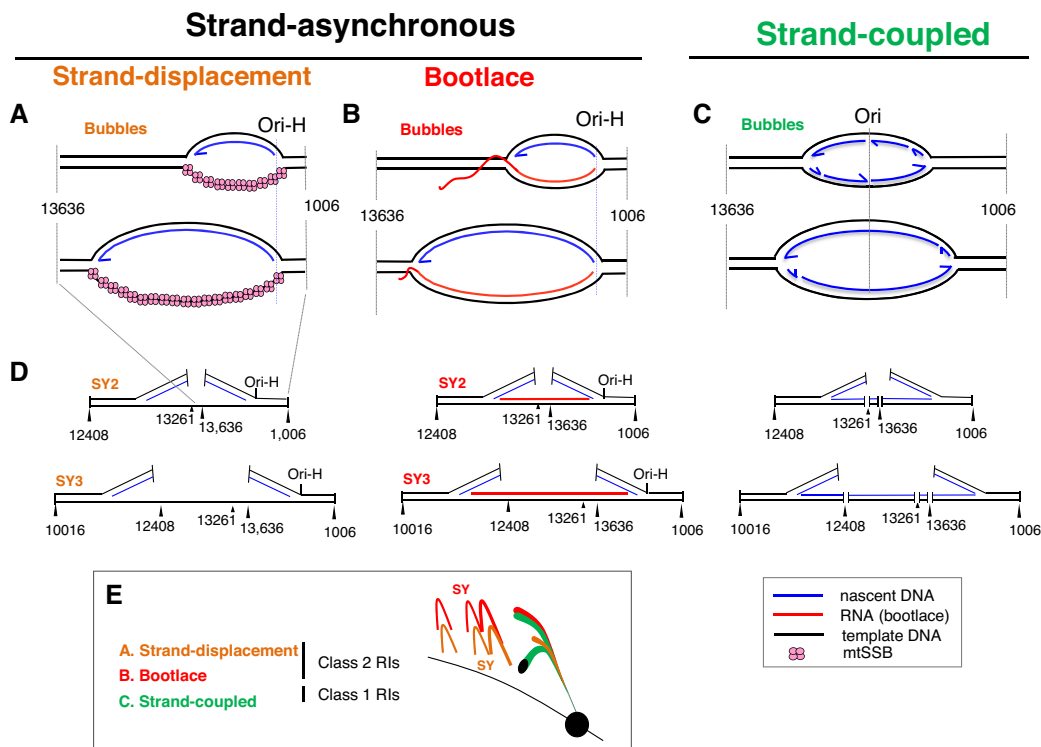 Strand-asynchronous
Strand-coupled
Strand-displacement
Bootlace
A
Bubbles
Ori-H
13636
1006
B
Bubbles
Ori-H
13636
1006
C
Bubbles
Ori
13636
1006
D
SY2
Ori-H
12408
13261
13,636
1,006
SY2
Ori-H
12408
13261
13636
1006
12408
13261
13636
1006
SY3
Ori-H
10016
12408
13261
13,636
1006
SY3
Ori-H
10016
12408
13261
13636
1006
10016
12408
13261
13636
1006
E
A. Strand-displacement
B. Bootlace
C. Strand-coupled
Class 2 RIs
Class 1 RIs
SY
SY
nascent DNA
RNA (bootlace)
template DNA
mtSSB